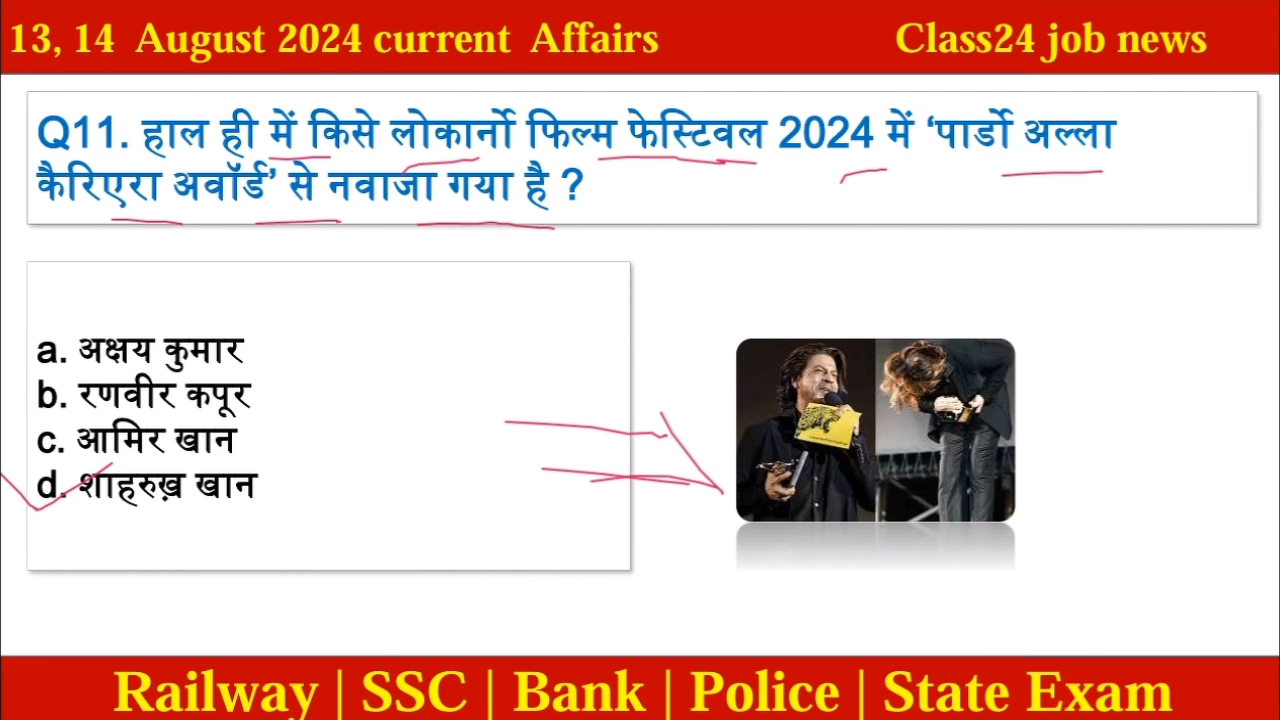 13, 14 August 2024 current Affairs Class24 job news
Q11. हाल ही में किसे लोकार्नो फिल्म फेस्टिवल 2024 में ‘पार्डो अल्ला
कैरिएरा अवॉर्ड’ से नवाजा गया है ?
a. अक्षय कुमार
b. रणवीर कपूर
c. आमिर खान
d. शाहरुख़ खान
Railway | SSC | Bank | Police | State Exam